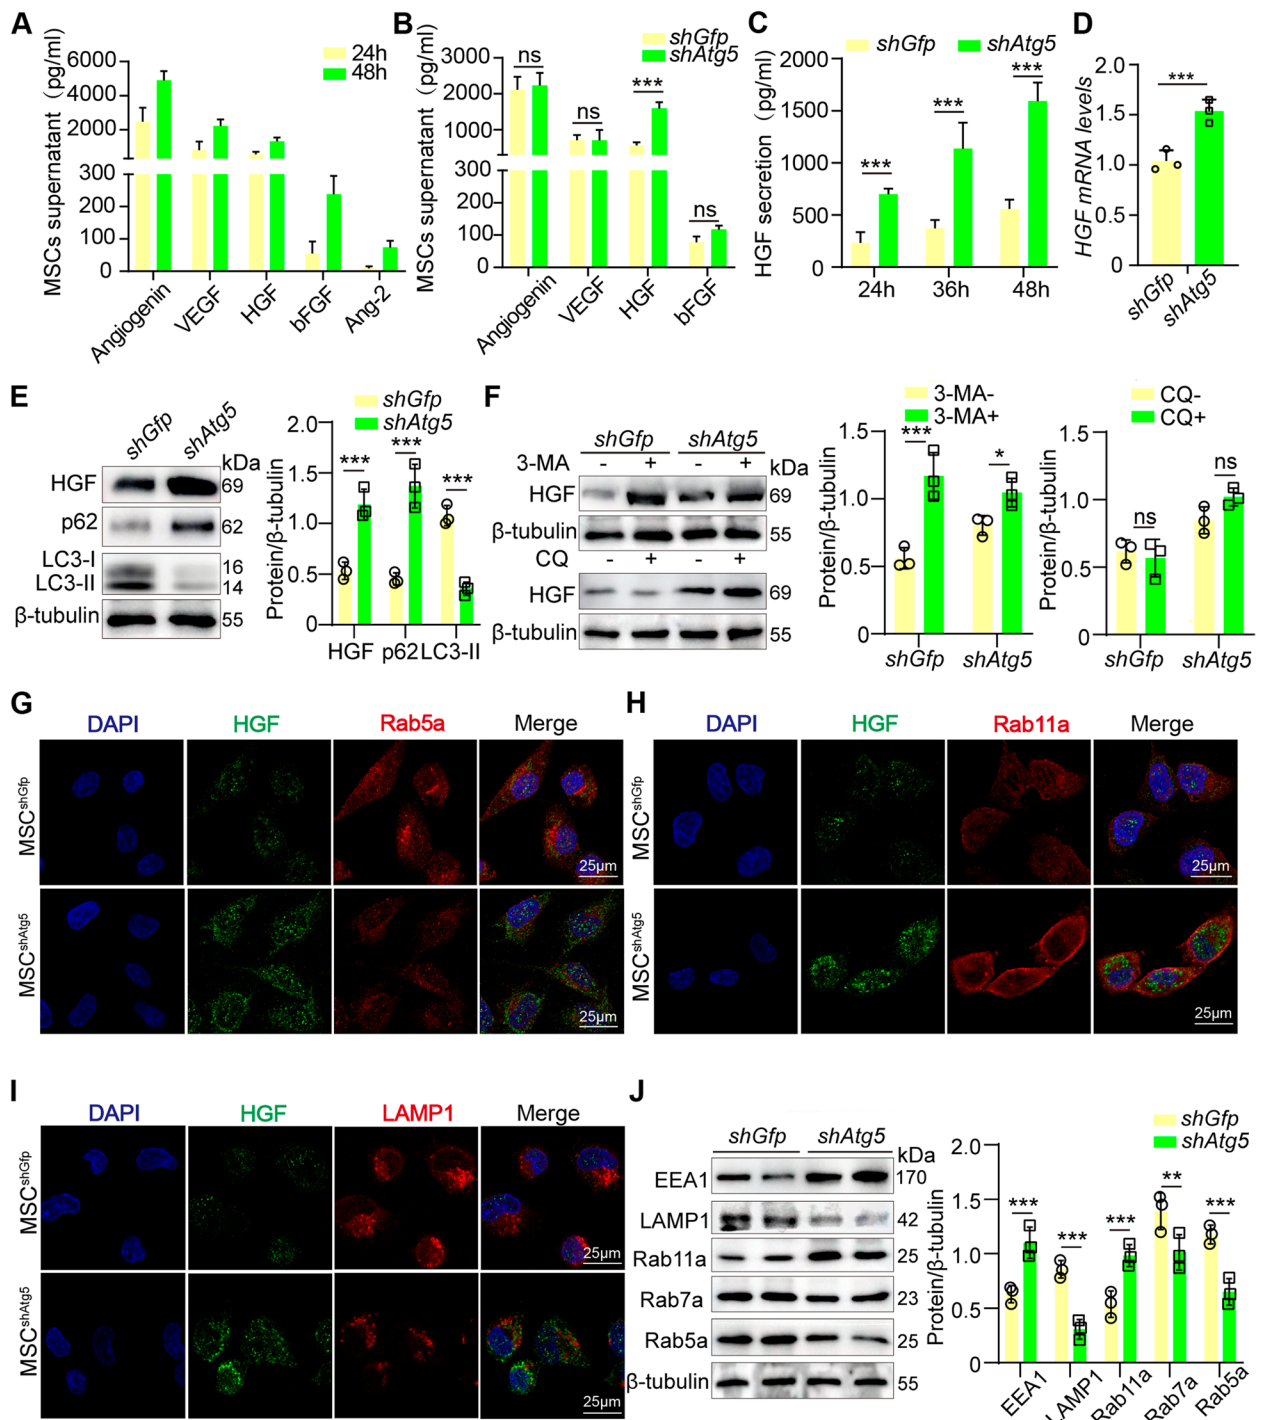 A
MSCs supernatant (pg/ml)
6000
4000
2000
300
200
100
0
24h
48h
Angiogenin
VEGF
HGF
bFGF
Ang-2
B
MSCs supernatant (pg/ml)
3000
2000
1000
300
200
100
0
shGfp
shAtg5
ns
ns
***
ns
Angiogenin
VEGF
HGF
bFGF
C
shGfp
shAtg5
HGF secretion (pg/ml)
2000
1500
1000
500
0
***
***
***
24h
36h
48h
D
HGF mRNA levels
2.0
1.5
1.0
0.5
0
***
shGfp
shAtg5
E
shGfp
shAtg5
kDa
HGF
69
p62
62
LC3-I
16
LC3-II
14
β-tubulin
55
shGfp
shAtg5
Protein/β-tubulin
2.0
1.5
1.0
0.5
0
***
***
***
HGF
p62
LC3-II
F
shGfp
shAtg5
3-MA - + - + kDa
HGF
69
β-tubulin
55
CQ - + - +
HGF
69
β-tubulin
55
3-MA-
3-MA+
Protein/β-tubulin
1.5
1.0
0.5
0
***
*
shGfp
shAtg5
CQ-
CQ+
Protein/β-tubulin
1.5
1.0
0.5
0
ns
ns
shGfp
shAtg5
G
DAPI
HGF
Rab5a
Merge
MSCshGfp
25μm
MSCshAtg5
25μm
H
DAPI
HGF
Rab11a
Merge
MSCshGfp
25μm
MSCshAtg5
25μm
I
DAPI
HGF
LAMP1
Merge
MSCshGfp
25μm
MSCshAtg5
25μm
J
shGfp
shAtg5
kDa
EEA1
170
LAMP1
42
Rab11a
25
Rab7a
23
Rab5a
25
β-tubulin
55
shGfp
shAtg5
Protein/β-tubulin
2.0
1.5
1.0
0.5
0
***
***
***
**
***
EEA1
LAMP1
Rab11a
Rab7a
Rab5a